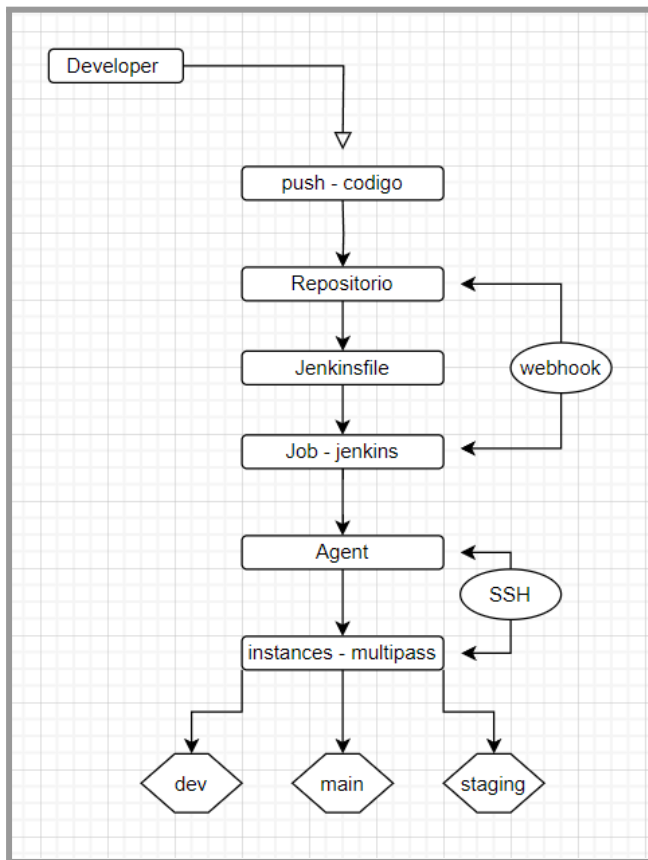 Developer
push - codigo
Repositorio
Jenkinsfile
webhook
Job - jenkins
Agent
SSH
instances - multipass
dev
main
staging